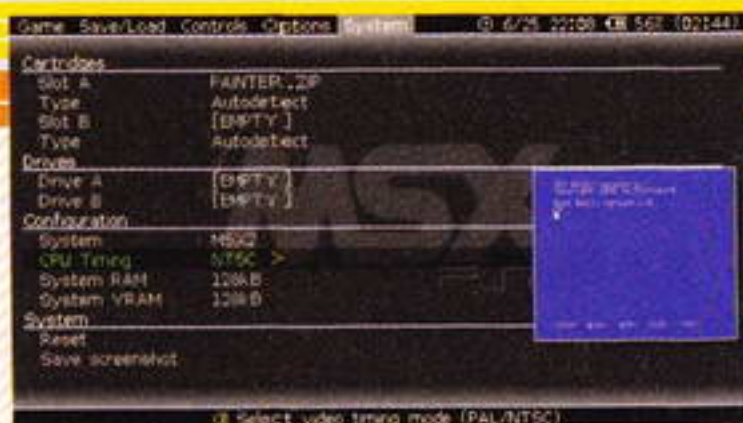 Game Save/Load Controls Options System 6/25 22:08 56% (02:44)
Cartridges
Slot A PAINTER.ZIP
Type Autodetect
Slot B [EMPTY]
Type Autodetect
Drives
Drive A [EMPTY]
Drive B [EMPTY]
Configuration
System MSX2
CPU Timing NTSC >
System RAM 128kB
System VRAM 128kB
System
Reset
Save screenshot
MSX
Select video timing mode (PAL/NTSC)